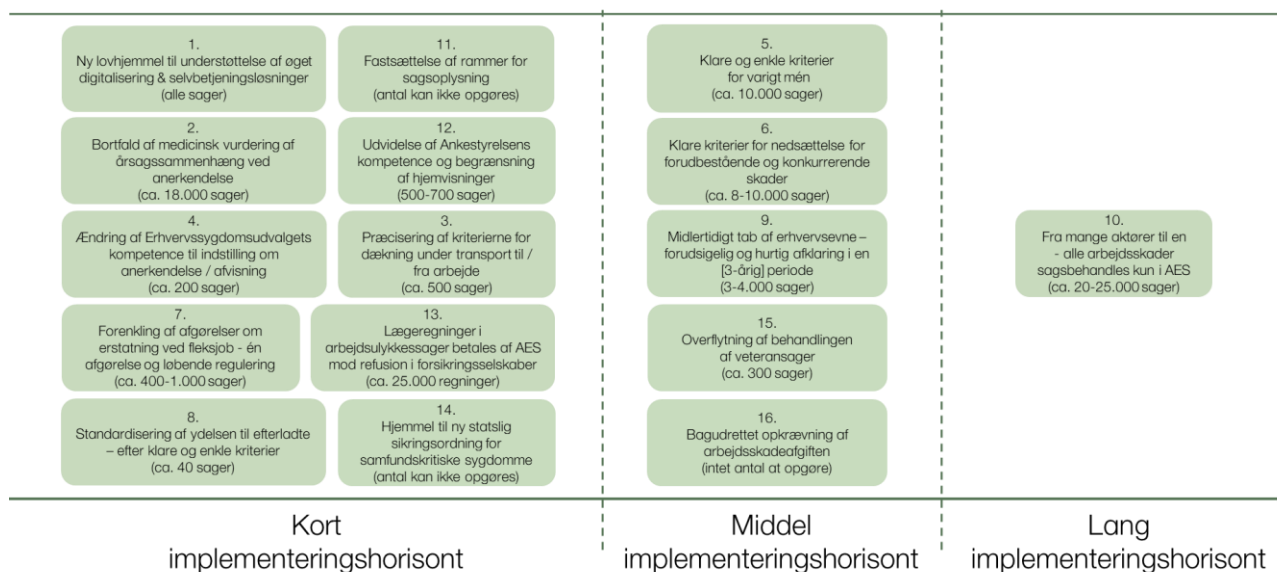 1.
Ny lovhjemmel til understøttelse af øget
digitalisering & selvbetjeningsløsninger
(alle sager)
2.
Bortfald af medicinsk vurdering af
årsagssammenhæng ved
anerkendelse
(ca. 18.000 sager)
4.
Ændring af Erhvervssygdomsudvalgets
kompetence til indstilling om
anerkendelse / afvisning
(ca. 200 sager)
7.
Forenkling af afgørelser om
erstatning ved fleksjob - én
afgørelse og løbende regulering
(ca. 400-1.000 sager)
8.
Standardisering af ydelsen til efterladte
– efter klare og enkle kriterier
(ca. 40 sager)
11.
Fastsættelse af rammer for
sagsoplysning
(antal kan ikke opgøres)
12.
Udvidelse af Ankestyrelsens
kompetence og begrænsning
af hjemvisninger
(500-700 sager)
3.
Præcisering af kriterierne for
dækning under transport til /
fra arbejde
(ca. 500 sager)
13.
Lægeregninger i
arbejdsulykkessager betales af AES
mod refusion i forsikringsselskaber
(ca. 25.000 regninger)
14.
Hjemmel til ny statslig
sikringsordning for
samfundskritiske sygdomme
(antal kan ikke opgøres)
Kort
implementeringshorisont
5.
Klare og enkle kriterier
for varigt mén
(ca. 10.000 sager)
6.
Klare kriterier for nedsættelse for
forudbestående og konkurrerende
skader
(ca. 8-10.000 sager)
9.
Midlertidigt tab af erhvervsevne –
forudsigelig og hurtig afklaring i en
[3-årig] periode
(3-4.000 sager)
15.
Overflytning af behandlingen
af veteransager
(ca. 300 sager)
16.
Bagudrettet opkrævning af
arbejdsskadeafgiften
(intet antal at opgøre)
Middel
implementeringshorisont
10.
Fra mange aktører til en
- alle arbejdsskader
sagsbehandles kun i AES
(ca. 20-25.000 sager)
Lang
implementeringshorisont